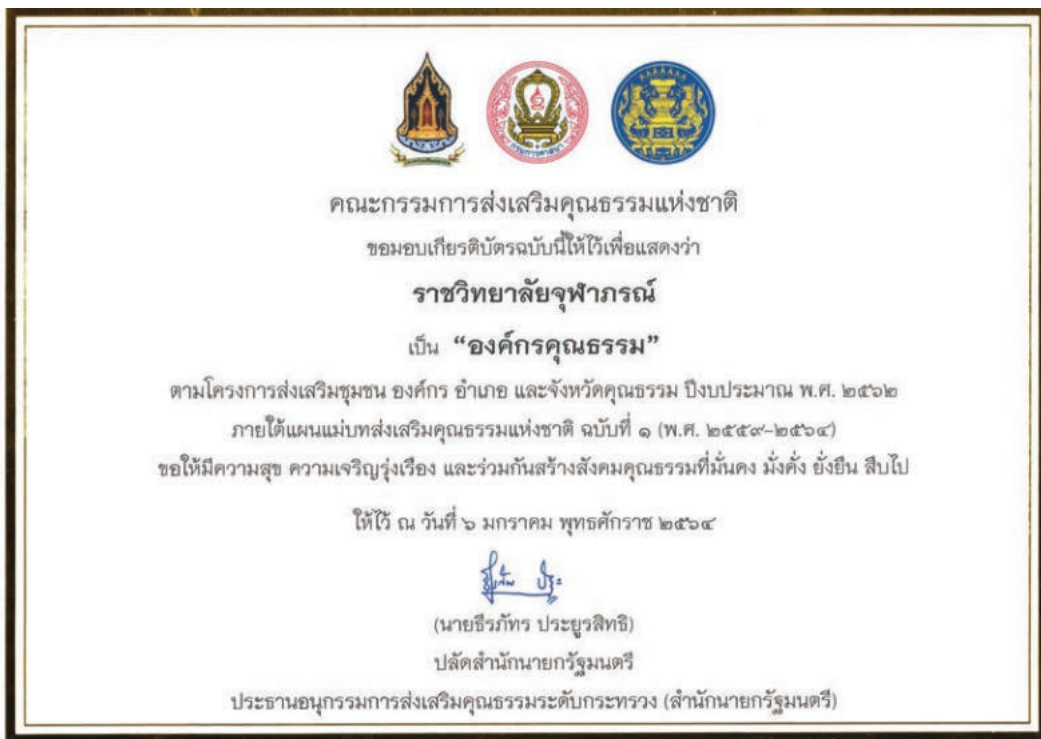 กรมการศาสนา
คณะกรรมการส่งเสริมคุณธรรมแห่งชาติ
ขอมอบเกียรติบัตรฉบับนี้ให้ไว้เพื่อแสดงว่า
ราชวิทยาลัยจุฬาภรณ์
เป็น “องค์กรคุณธรรม”
ตามโครงการส่งเสริมชุมชน องค์กร อำเภอ และจังหวัดคุณธรรม ปีงบประมาณ พ.ศ. ๒๕๖๒
ภายใต้แผนแม่บทส่งเสริมคุณธรรมแห่งชาติ ฉบับที่ ๑ (พ.ศ. ๒๕๕๙-๒๕๖๔)
ขอให้มีความสุข ความเจริญรุ่งเรือง และร่วมกันสร้างสังคมคุณธรรมที่มั่นคง มั่งคั่ง ยั่งยืน สืบไป
ให้ไว้ ณ วันที่ ๖ มกราคม พุทธศักราช ๒๕๖๔
(นายธีรภัทร ประยูรสิทธิ)
ปลัดสำนักนายกรัฐมนตรี
ประธานอนุกรรมการส่งเสริมคุณธรรมระดับกระทรวง (สำนักนายกรัฐมนตรี)